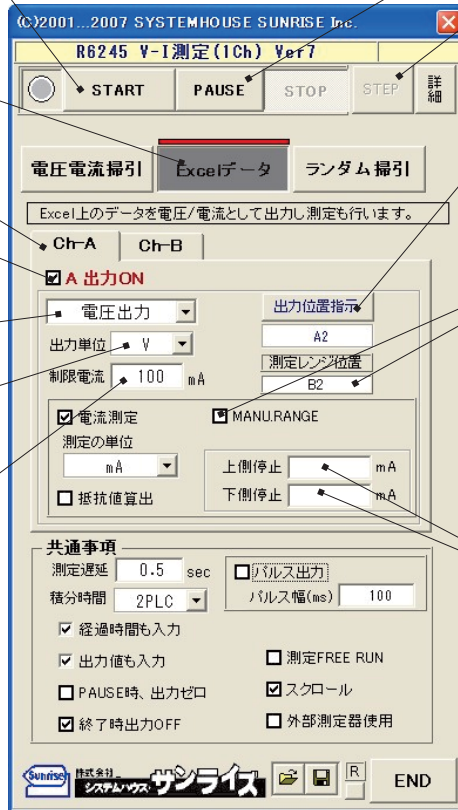 (C)2001...2007 SYSTEMHOUSE SUNRISE Inc.
R6245 V-I測定(1Ch) Ver7
START PAUSE STOP STEP 詳細
電圧電流掃引 Excelデータ ランダム掃引
Excel上のデータを電圧/電流として出力し測定も行います。
Ch-A Ch-B
A 出力ON
電圧出力 出力位置指示
A2
出力単位 V 測定レンジ位置
制限電流 100 mA B2
電流測定 MANU.RANGE
測定の単位
mA 上側停止 mA
抵抗値算出 下側停止 mA
共通事項
測定遅延 0.5 sec パルス出力
積分時間 2PLC パルス幅(ms) 100
経過時間も入力
出力値も入力 測定FREE RUN
PAUSE時、出力ゼロ スクロール
終了時出力OFF 外部測定器使用
Sunrise 株式会社 システムハウス サンライズ R END